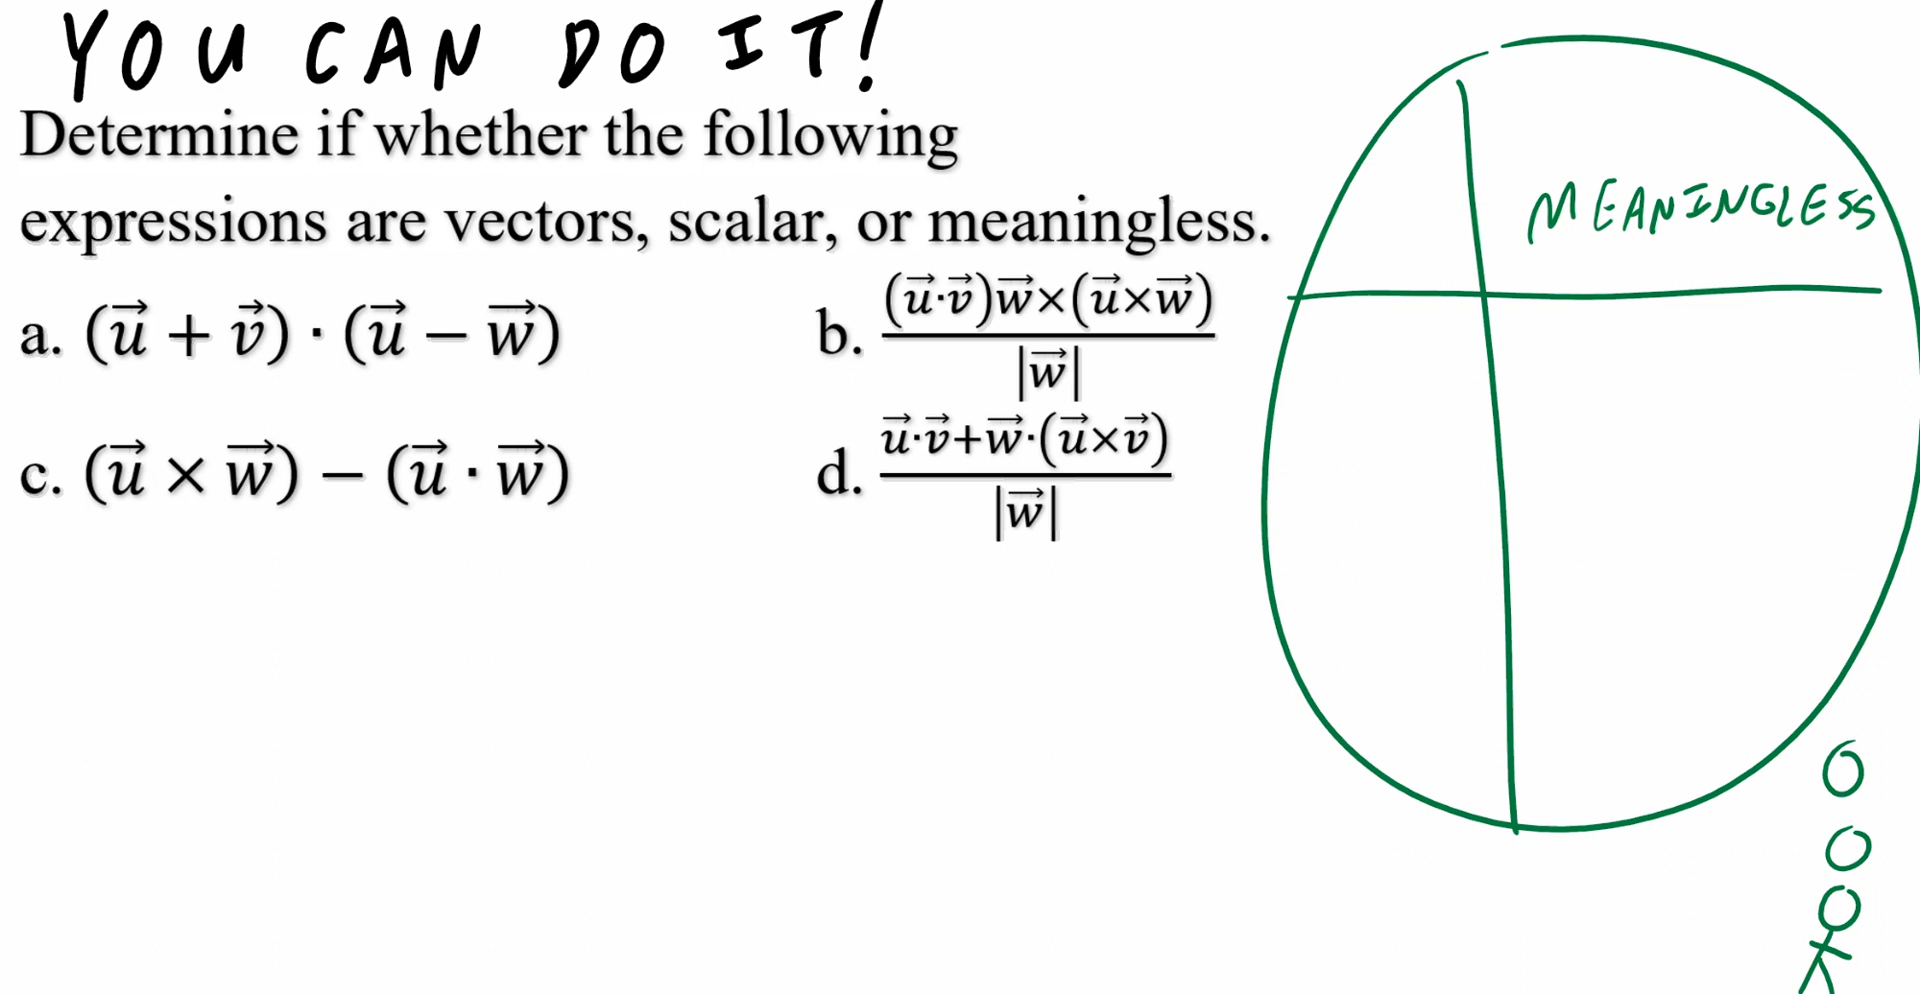 YOU CAN DO IT!
Determine if whether the following
expressions are vectors, scalar, or meaningless.
MEANINGLESS
a. (u⃗ + v⃗) · (u⃗ − w⃗)
b. (u⃗·v⃗)w⃗×(u⃗×w⃗)
|w⃗|
c. (u⃗ × w⃗) − (u⃗ · w⃗)
d. u⃗·v⃗+w⃗·(u⃗×v⃗)
|w⃗|